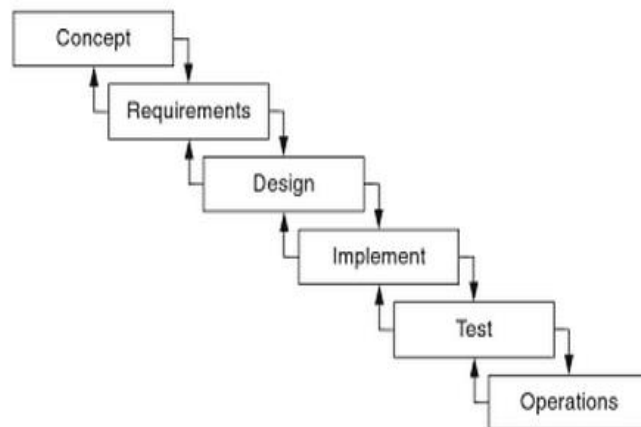 Concept
Requirements
Design
Implement
Test
Operations